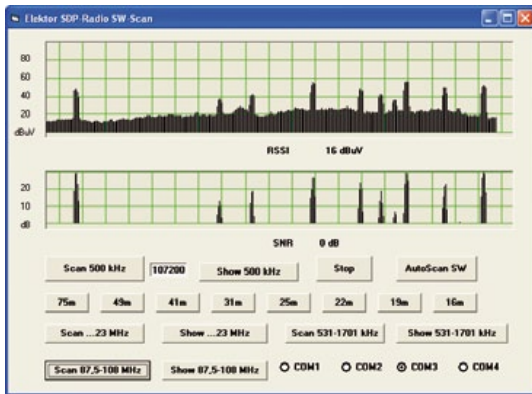 Elektor SDP-Radio SW-Scan
80
60
40
20
dBuV
RSSI 16 dBuV
20
10
dB
SNR 0 dB
Scan 500 kHz 107200 Show 500 kHz Stop AutoScan SW
75m 49m 41m 31m 25m 22m 19m 16m
Scan ...23 MHz Show ...23 MHz Scan 531-1701 kHz Show 531-1701 kHz
Scan 87,5-108 MHz Show 87,5-108 MHz COM1 COM2 COM3 COM4